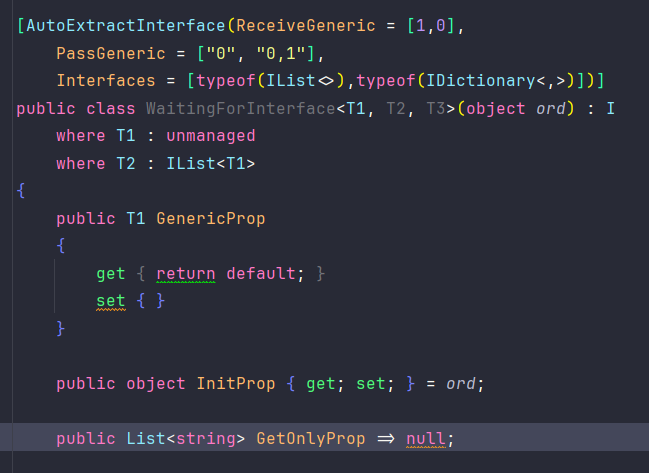 [AutoExtractInterface(ReceiveGeneric = [1,0],
PassGeneric = ["0", "0,1"],
Interfaces = [typeof(IList<>),typeof(IDictionary<,>)])]
public class WaitingForInterface<T1, T2, T3>(object ord) : I
where T1 : unmanaged
where T2 : IList<T1>
{
public T1 GenericProp
{
get { return default; }
set { }
}
public object InitProp { get; set; } = ord;
public List<string> GetOnlyProp => null;